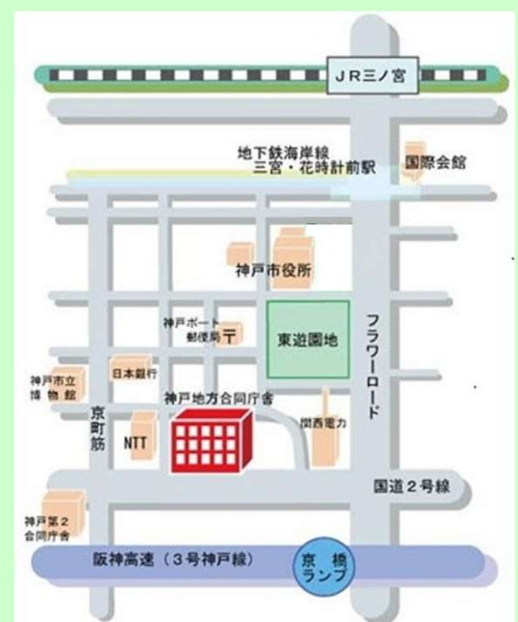 JR三ノ宮
地下鉄海岸線
三宮・花時計前駅
国際会館
神戸市役所
神戸ポート
郵便局〒
東遊園地
フラワーロード
日本銀行
神戸市立
博物館
神戸地方合同庁舎
京町筋
NTT
関西電力
国道2号線
神戸第2
合同庁舎
阪神高速（3号神戸線）
京橋
ランプ